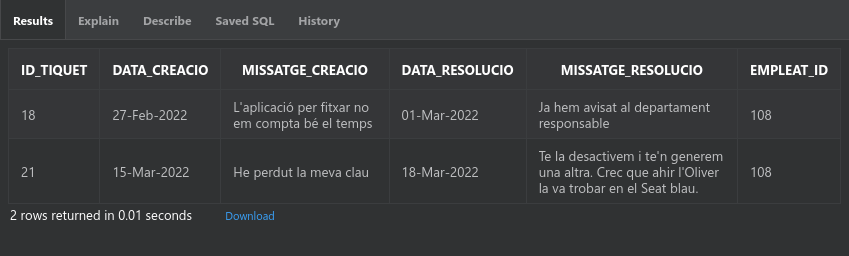 Results Explain Describe Saved SQL History
ID_TIQUET DATA_CREACIO MISSATGE_CREACIO DATA_RESOLUCIO MISSATGE_RESOLUCIO EMPLEAT_ID
18 27-Feb-2022 L'aplicació per fitxar no em compta bé el temps 01-Mar-2022 Ja hem avisat al departament responsable 108
21 15-Mar-2022 He perdut la meva clau 18-Mar-2022 Te la desactivem i te'n generem una altra. Crec que ahir l'Oliver la va trobar en el Seat blau. 108
2 rows returned in 0.01 seconds Download